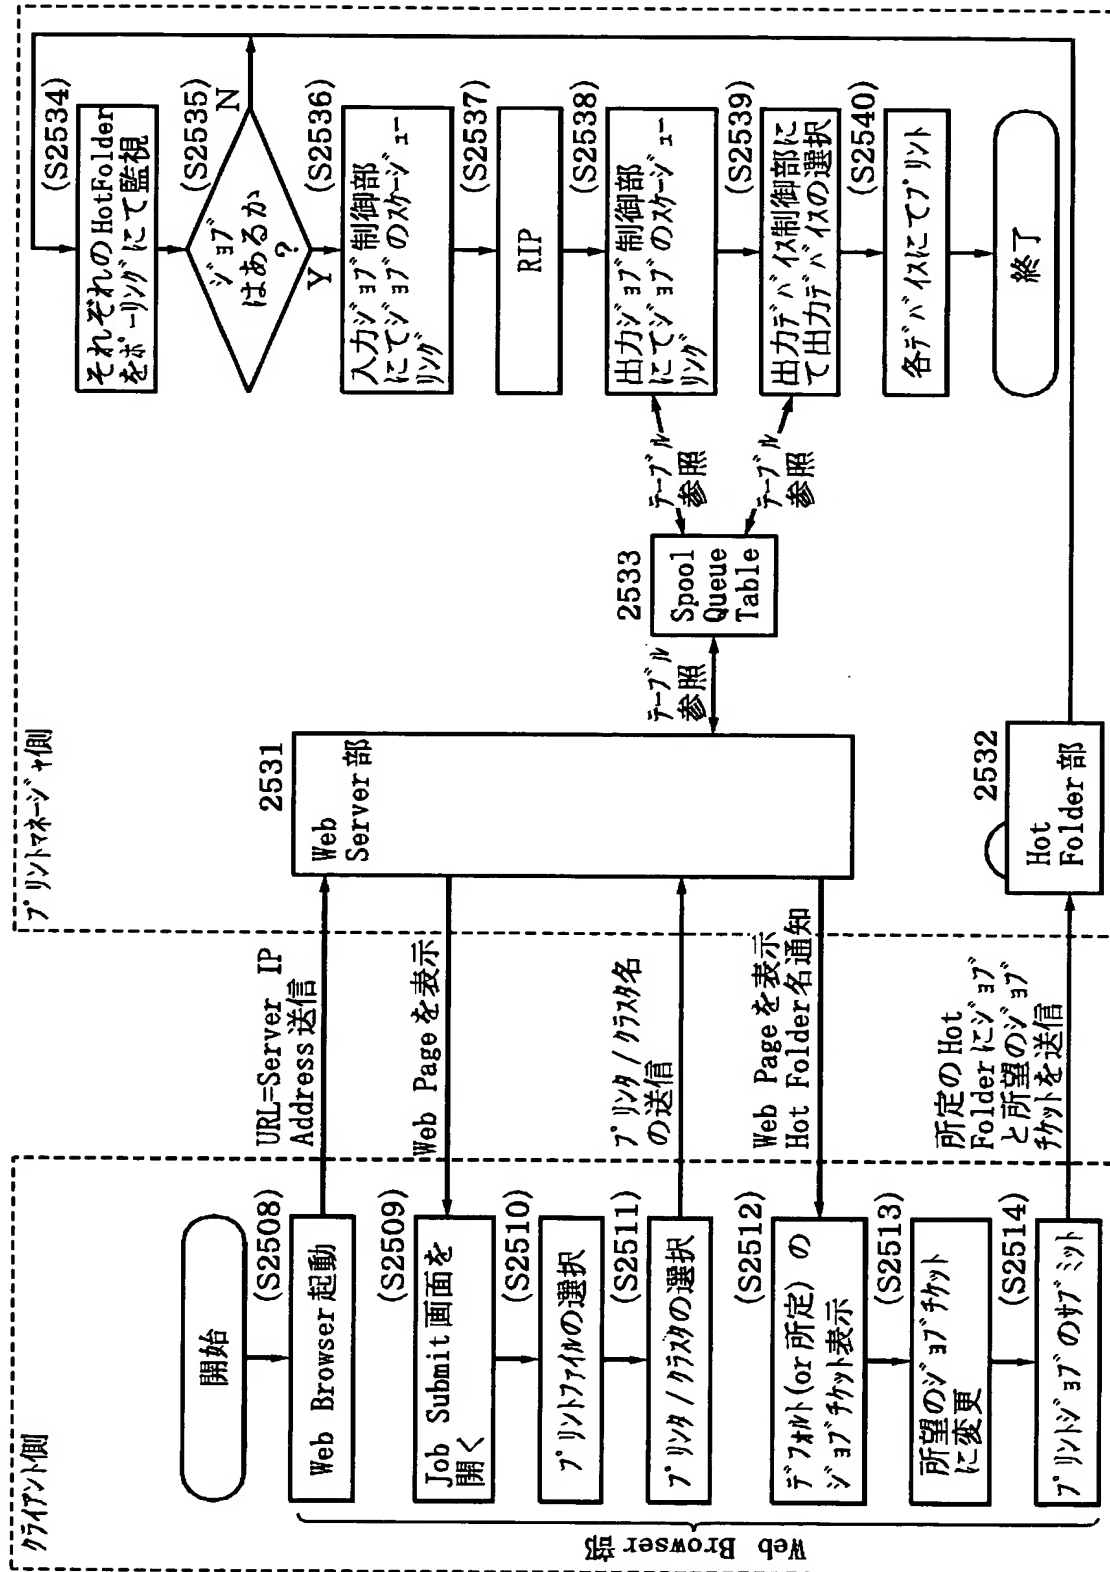 クライアント側
開始
(S2508)
Web Browser起動
(S2509)
Job Submit画面を
開く
(S2510)
プリントファイルの選択
(S2511)
プリンタ/クラスタの選択
(S2512)
デフォルト(or所定)の
ジョブチケット表示
(S2513)
所望のジョブチケット
に変更
(S2514)
プリントジョブのサブミット
Web Browser部
URL=Server IP
Address送信
Web Pageを表示
プリンタ/クラスタ名
の送信
Web Pageを表示
Hot Folder名通知
所定のHot
Folderにジョブ
と所望のジョブ
チケットを送信
プリントマネージャ側
2531
Web
Server部
2532
Hot
Folder部
テーブル
参照
2533
Spool
Queue
Table
テーブル
参照
テーブル
参照
(S2534)
それぞれのHotFolder
をポーリングにて監視
(S2535)
ジョブ
はあるか
?
N
Y
(S2536)
入力ジョブ制御部
にてジョブのスケージュー
リング
(S2537)
RIP
(S2538)
出力ジョブ制御部
にてジョブのスケージュー
リング
(S2539)
出力デバイス制御部に
て出力デバイスの選択
(S2540)
各デバイスにてプリント
終了